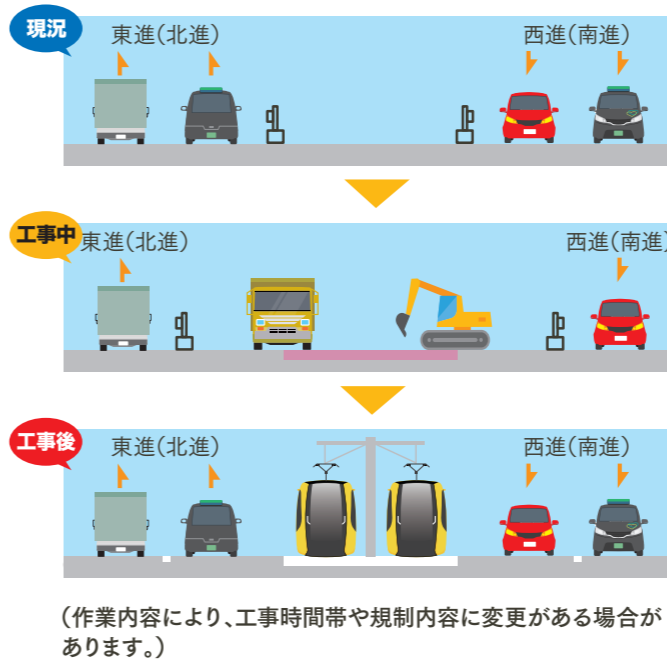 現況
東進(北進) 西進(南進)
工事中
東進(北進) 西進(南進)
工事後
東進(北進) 西進(南進)
(作業内容により、工事時間帯や規制内容に変更がある場合が
あります。)